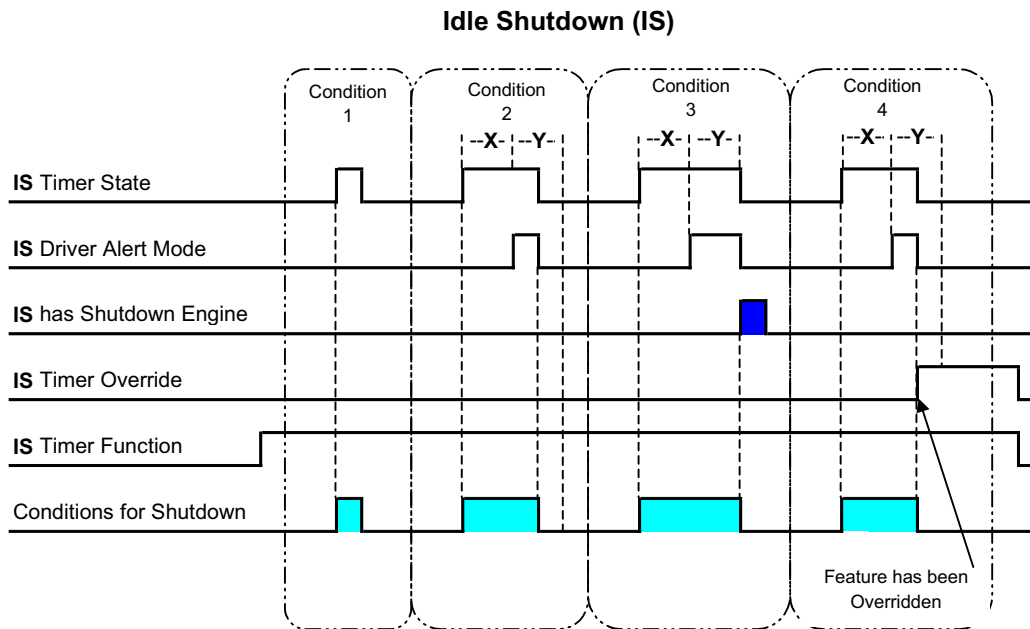 Idle Shutdown (IS)
Condition
1
Condition
2
Condition
3
Condition
4
--X- --Y-
--X- --Y-
--X- --Y-
IS Timer State
IS Driver Alert Mode
IS has Shutdown Engine
IS Timer Override
IS Timer Function
Conditions for Shutdown
Feature has been
Overridden